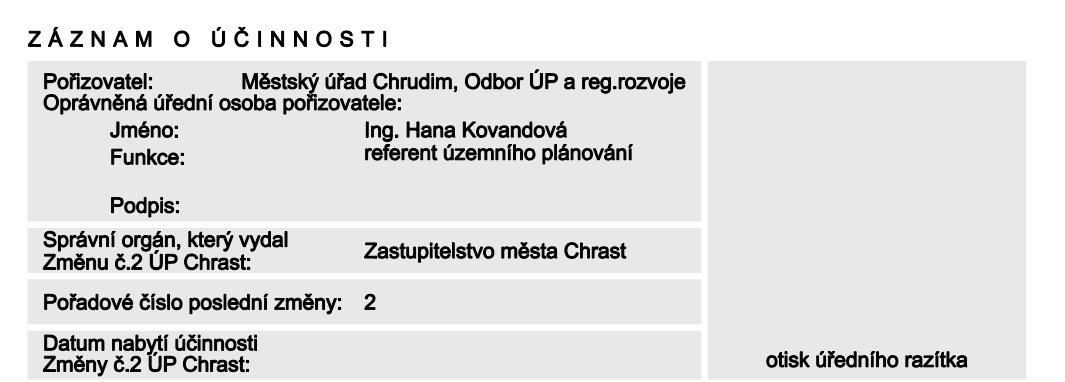 ZÁZNAM O ÚČINNOSTI
Pořizovatel: Městský úřad Chrudim, Odbor ÚP a reg.rozvoje
Oprávněná úřední osoba pořizovatele:
Jméno: Ing. Hana Kovandová
Funkce: referent územního plánování
Podpis:
Správní orgán, který vydal
Změnu č.2 ÚP Chrast: Zastupitelstvo města Chrast
Pořadové číslo poslední změny: 2
Datum nabytí účinnosti
Změny č.2 ÚP Chrast:
otisk úředního razítka